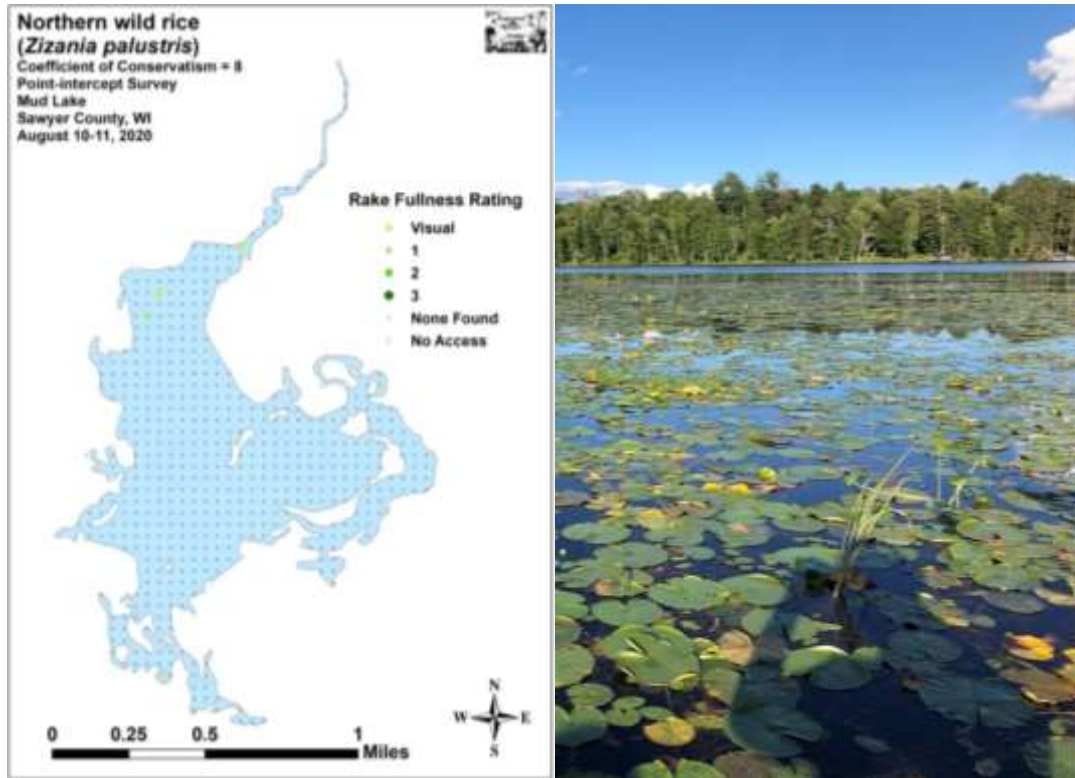 Northern wild rice
(Zizania palustris)
Coefficient of Conservatism = 8
Point-intercept Survey
Mud Lake
Sawyer County, WI
August 10-11, 2020
Rake Fullness Rating
Visual
1
2
3
None Found
No Access
N
W E
S
0 0.25 0.5 1
Miles